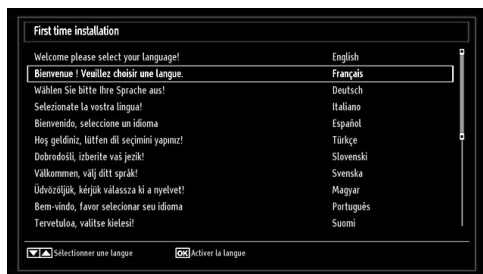 First time installation
Welcome please select your language! English
Bienvenue ! Veuillez choisir une langue. Français
Wählen Sie bitte Ihre Sprache aus! Deutsch
Selezionate la vostra lingua! Italiano
Bienvenido, seleccione un idioma Español
Hoş geldiniz, lütfen dil seçimini yapınız! Türkçe
Dobrodošli, izberite vaš jezik! Slovenski
Välkommen, välj ditt språk! Svenska
Üdvözöljük, kérjük válassza ki a nyelvet! Magyar
Bem-vindo, favor selecionar seu idioma Português
Tervetuloa, valitse kielesi! Suomi
Sélectionner une langue OK Activer la langue